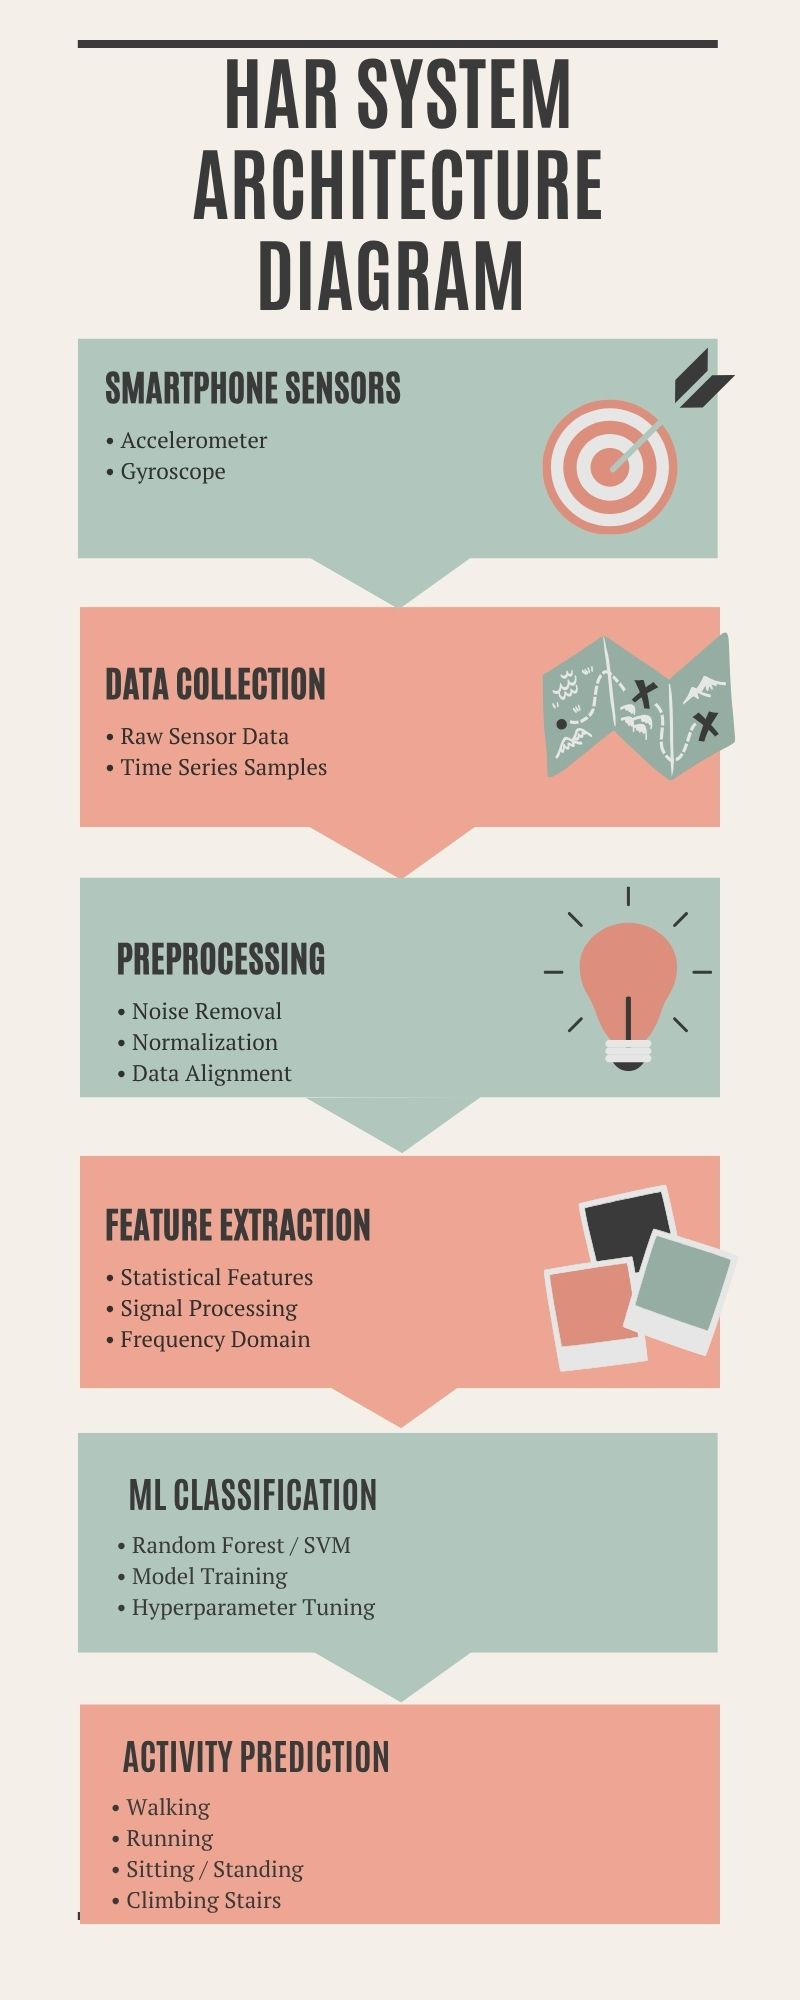 HAR SYSTEM
ARCHITECTURE
DIAGRAM
SMARTPHONE SENSORS
• Accelerometer
• Gyroscope
DATA COLLECTION
• Raw Sensor Data
• Time Series Samples
PREPROCESSING
• Noise Removal
• Normalization
• Data Alignment
FEATURE EXTRACTION
• Statistical Features
• Signal Processing
• Frequency Domain
ML CLASSIFICATION
• Random Forest / SVM
• Model Training
• Hyperparameter Tuning
ACTIVITY PREDICTION
• Walking
• Running
• Sitting / Standing
• Climbing Stairs